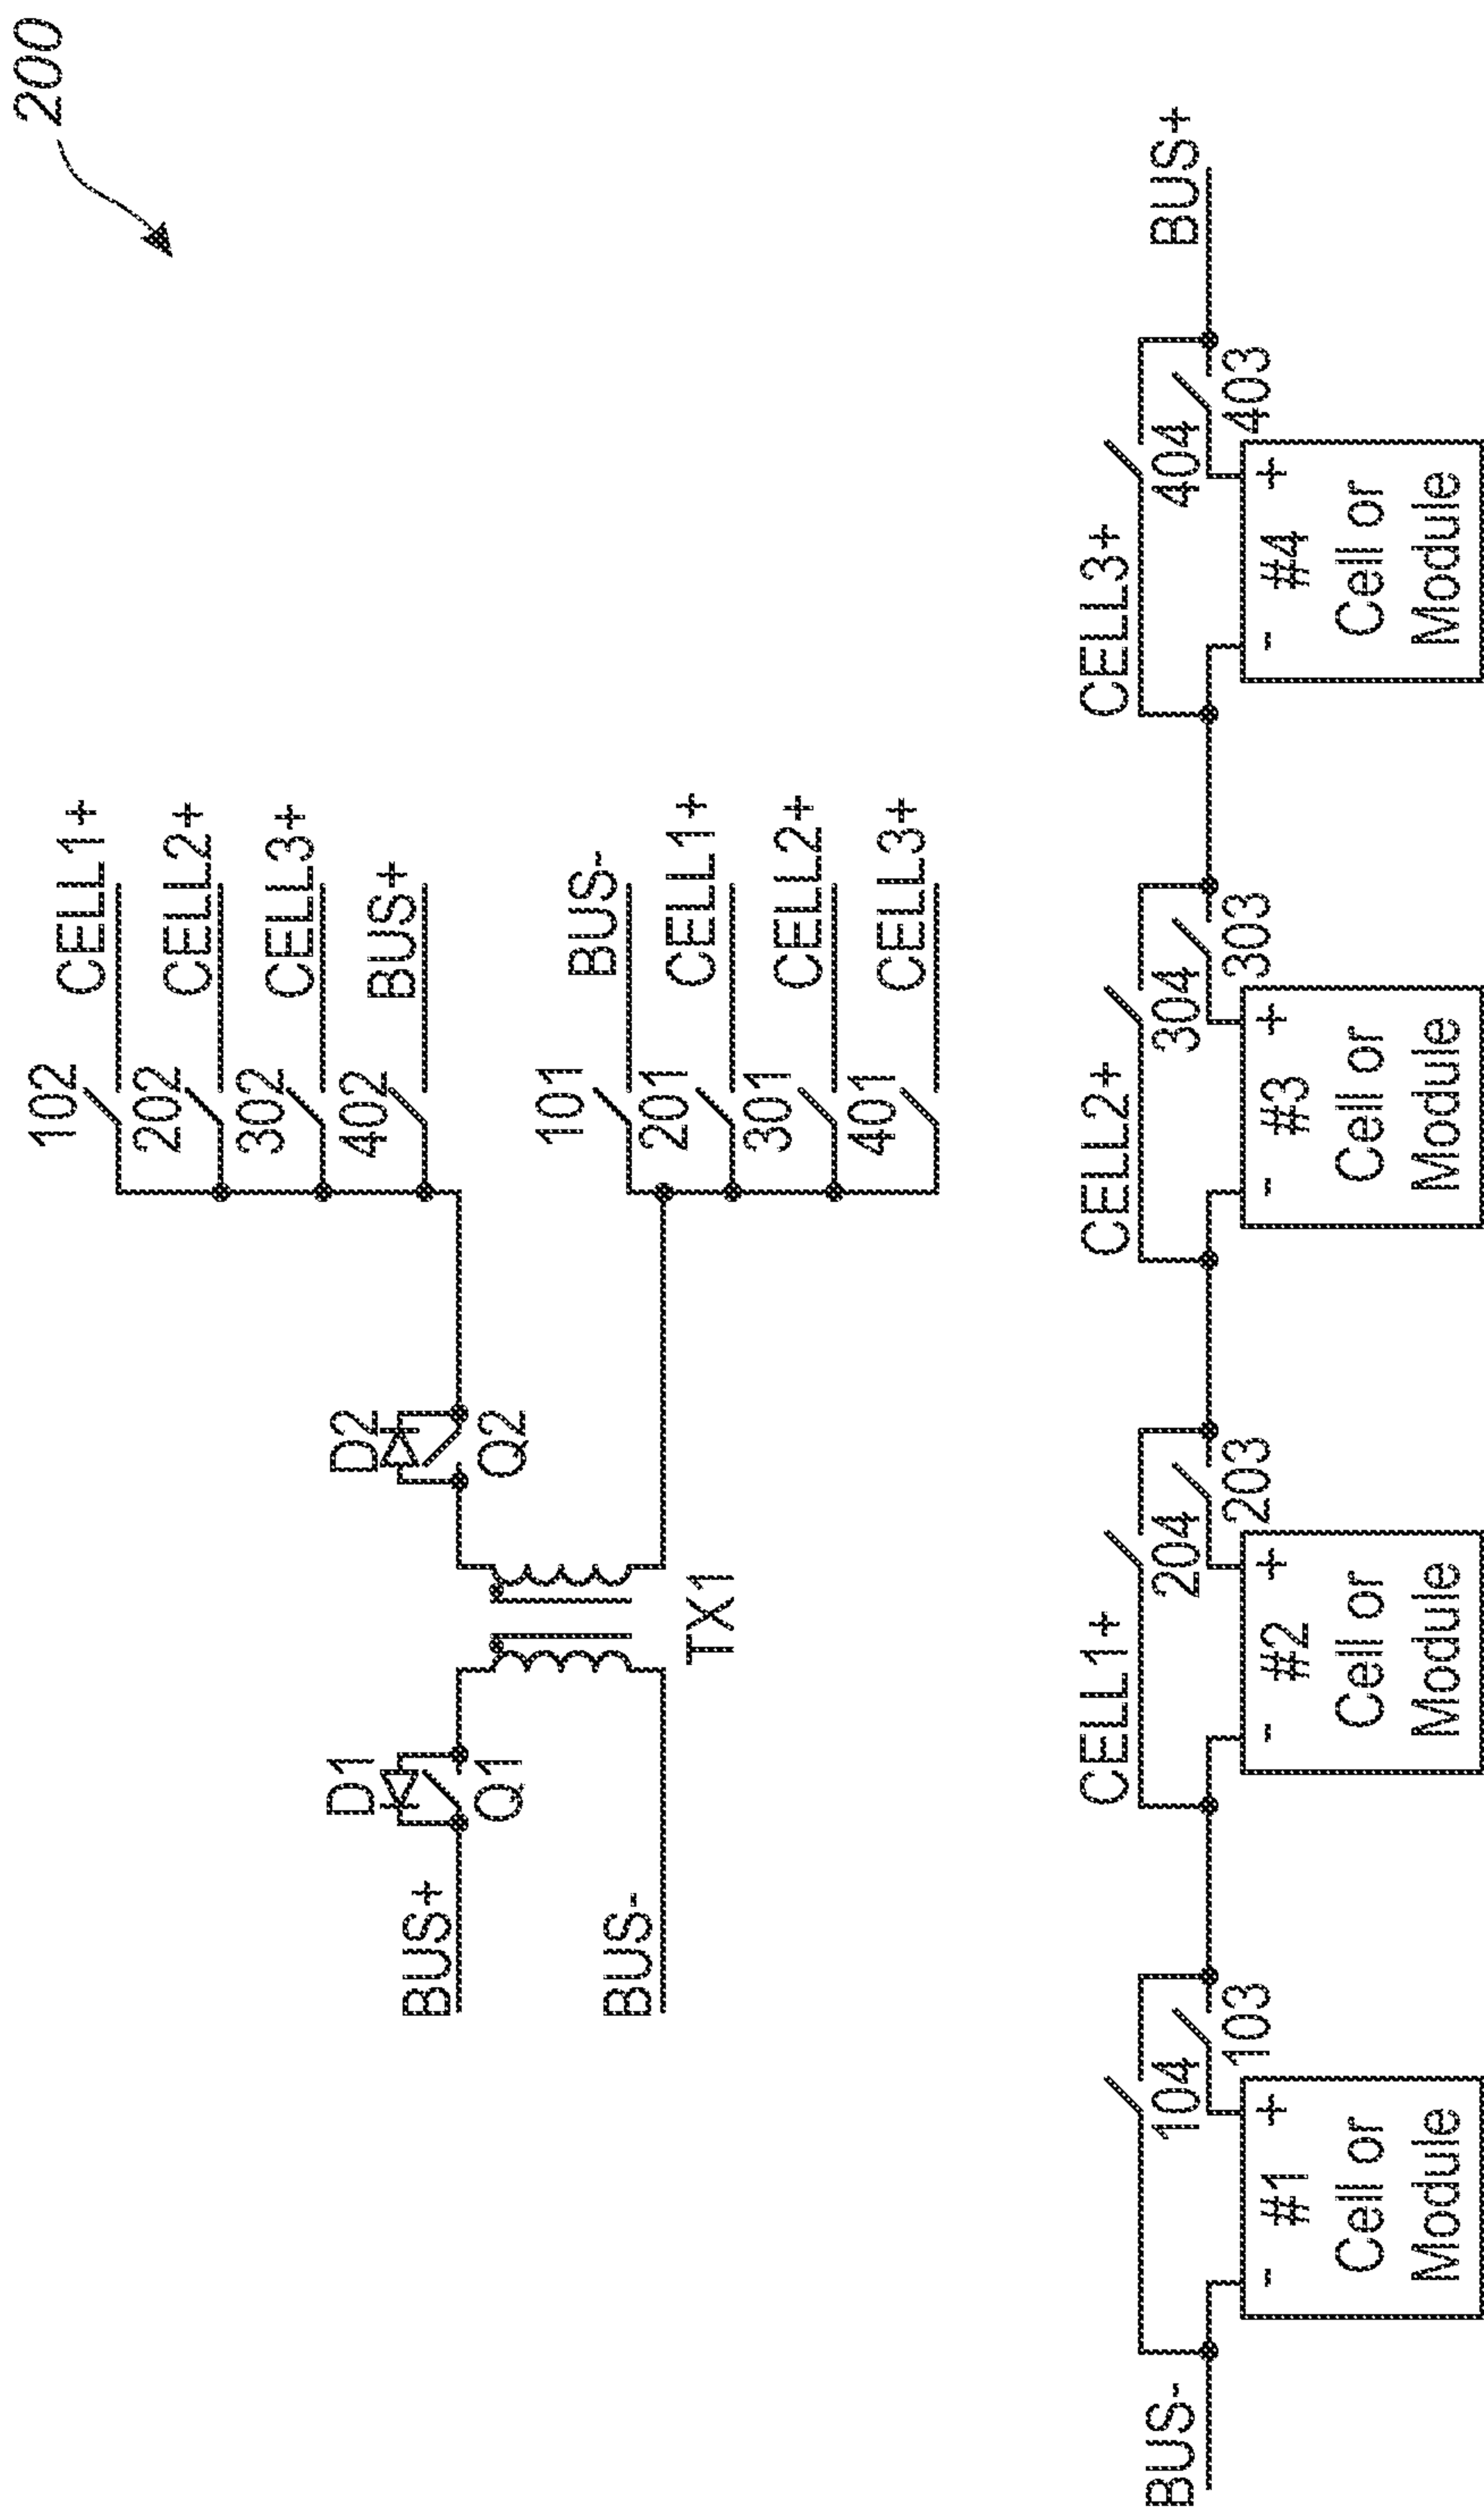 200
CELL1+
102
CELL2+
202
CELL3+
302
BUS+
402
D2
Q2
D1
Q1
BUS+
BUS-
TX1
BUS-
101
CELL1+
201
CELL2+
301
CELL3+
401
BUS-
104
103
- #1 +
Cell or
Module
CELL1+
204
203
- #2 +
Cell or
Module
CELL2+
304
303
- #3 +
Cell or
Module
CELL3+
404
403
- #4 +
Cell or
Module
BUS+